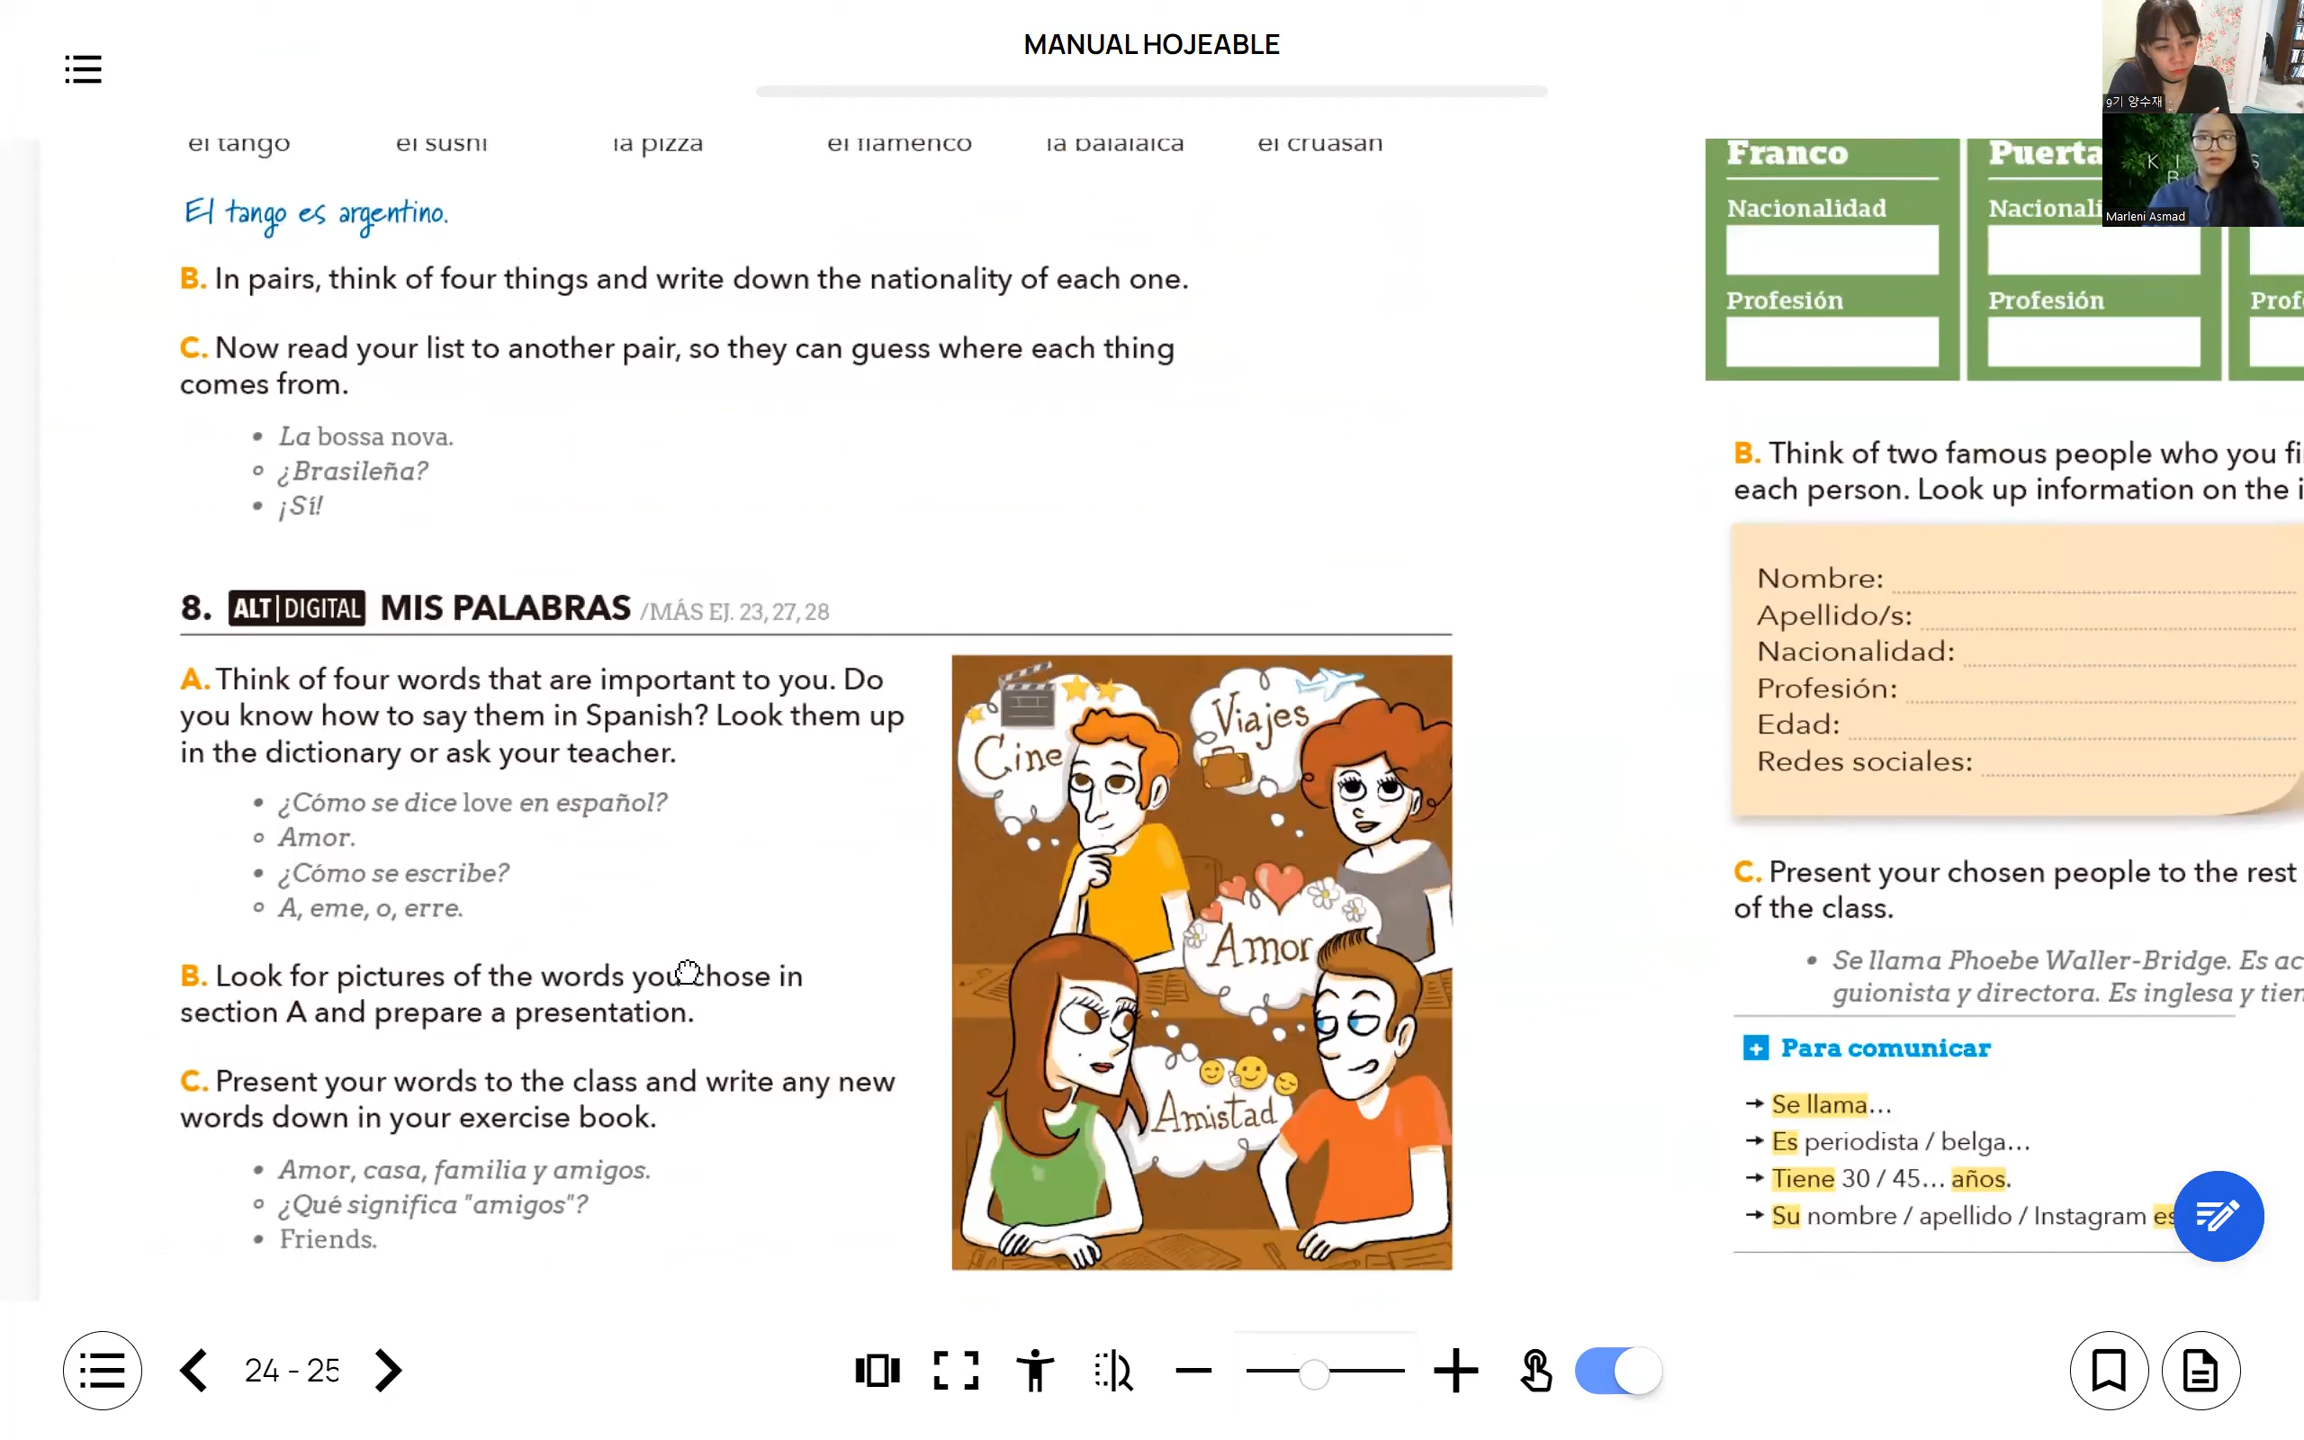 MANUAL HOJEABLE
el tango el sushi la pizza el flamenco la balalaica el cruasán
El tango es argentino.
B. In pairs, think of four things and write down the nationality of each one.
C. Now read your list to another pair, so they can guess where each thing
comes from.
• La bossa nova.
¿Brasileña?
• ¡Sí!
8. ALT|DIGITAL MIS PALABRAS /MÁS EJ. 23, 27, 28
A. Think of four words that are important to you. Do
you know how to say them in Spanish? Look them up
in the dictionary or ask your teacher.
• ¿Cómo se dice love en español?
Amor.
• ¿Cómo se escribe?
A, eme, o, erre.
B. Look for pictures of the words you chose in
section A and prepare a presentation.
C. Present your words to the class and write any new
words down in your exercise book.
• Amor, casa, familia y amigos.
¿Qué significa "amigos"?
• Friends.
Cine
Viajes
Amor
Amistad
Franco
Nacionalidad
Profesión
Puerta
Nacionali
Profesión
Prof
B. Think of two famous people who you fi
each person. Look up information on the i
Nombre:
Apellido/s:
Nacionalidad:
Profesión:
Edad:
Redes sociales:
C. Present your chosen people to the rest
of the class.
• Se llama Phoebe Waller-Bridge. Es ac
guionista y directora. Es inglesa y tien
+ Para comunicar
→ Se llama...
→ Es periodista / belga...
→ Tiene 30 / 45... años.
→ Su nombre / apellido / Instagram es
9기 양수재
Marleni Asmad
24 - 25